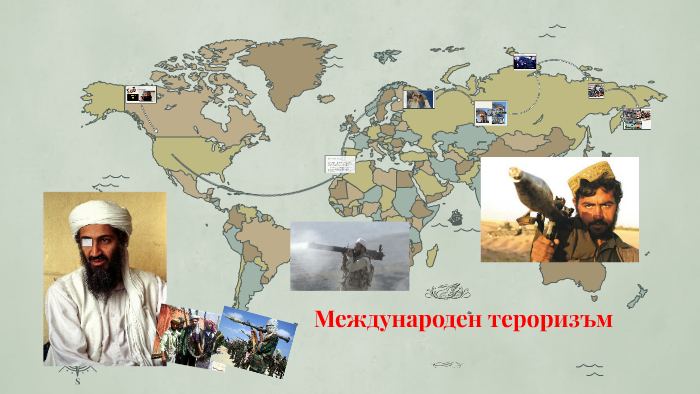 Международен тероризъм
S